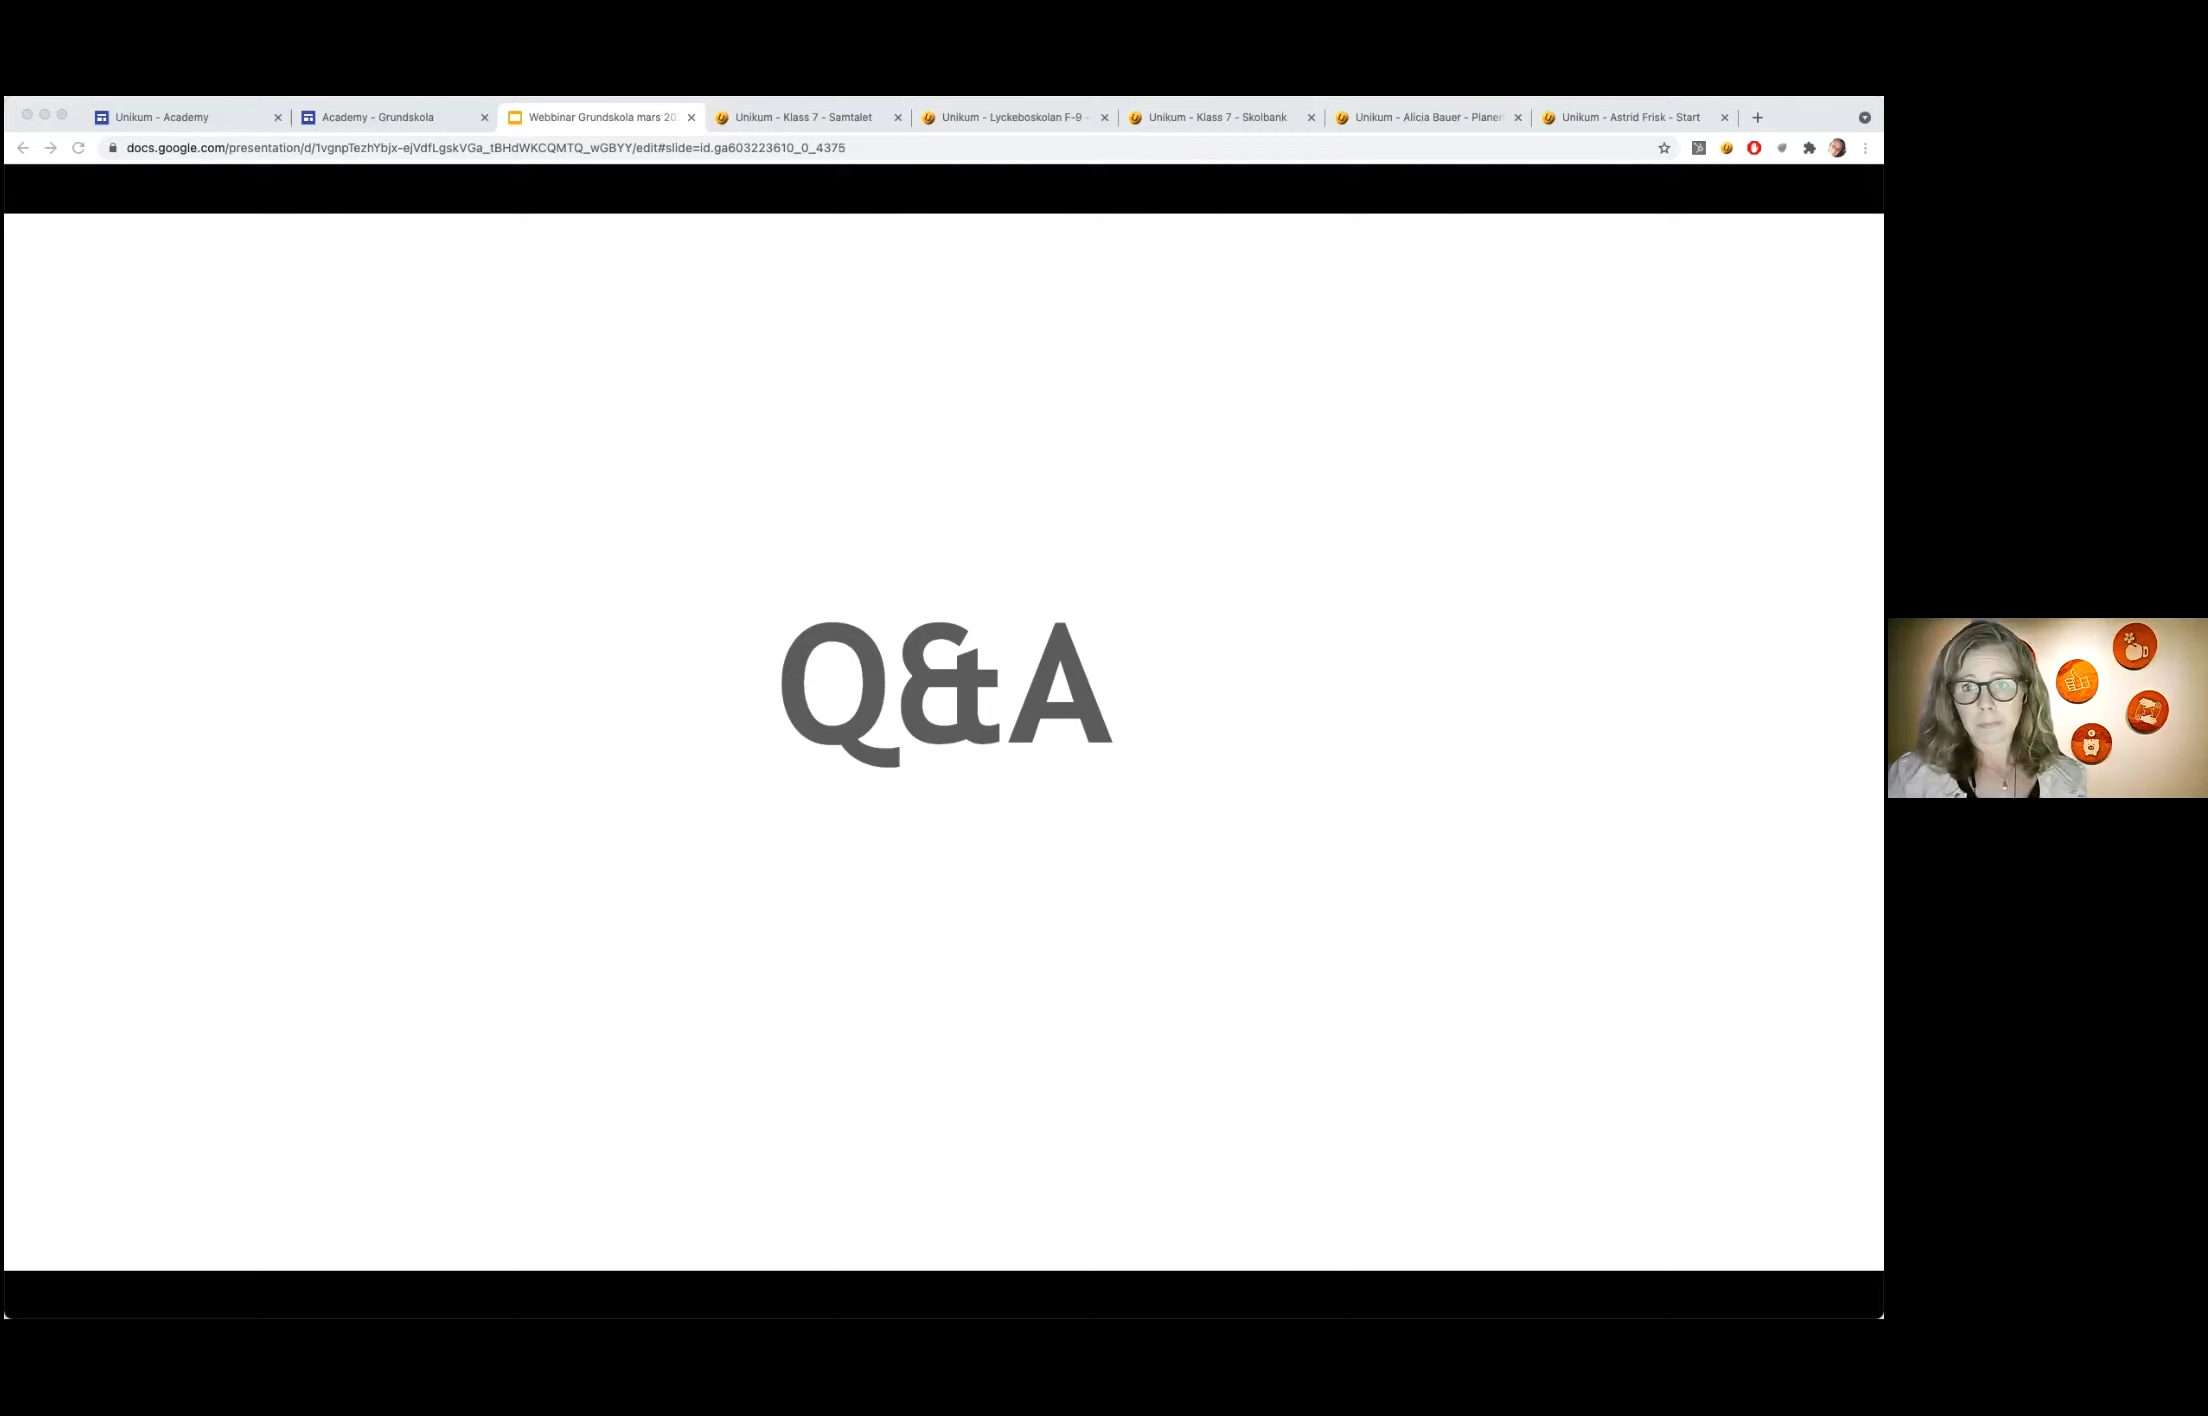 Unikum - Academy
Academy - Grundskola
Webbinar Grundskola mars 20
Unikum - Klass 7 - Samtalet
Unikum - Lyckeboskolan F-9 -
Unikum - Klass 7 - Skolbank
Unikum - Alicia Bauer - Planer
Unikum - Astrid Frisk - Start
docs.google.com/presentation/d/1vgnpTezhYbjx-ejVdfLgskVGa_tBHdWKCQMTQ_wGBYY/edit#slide=id.ga603223610_0_4375
Q&A